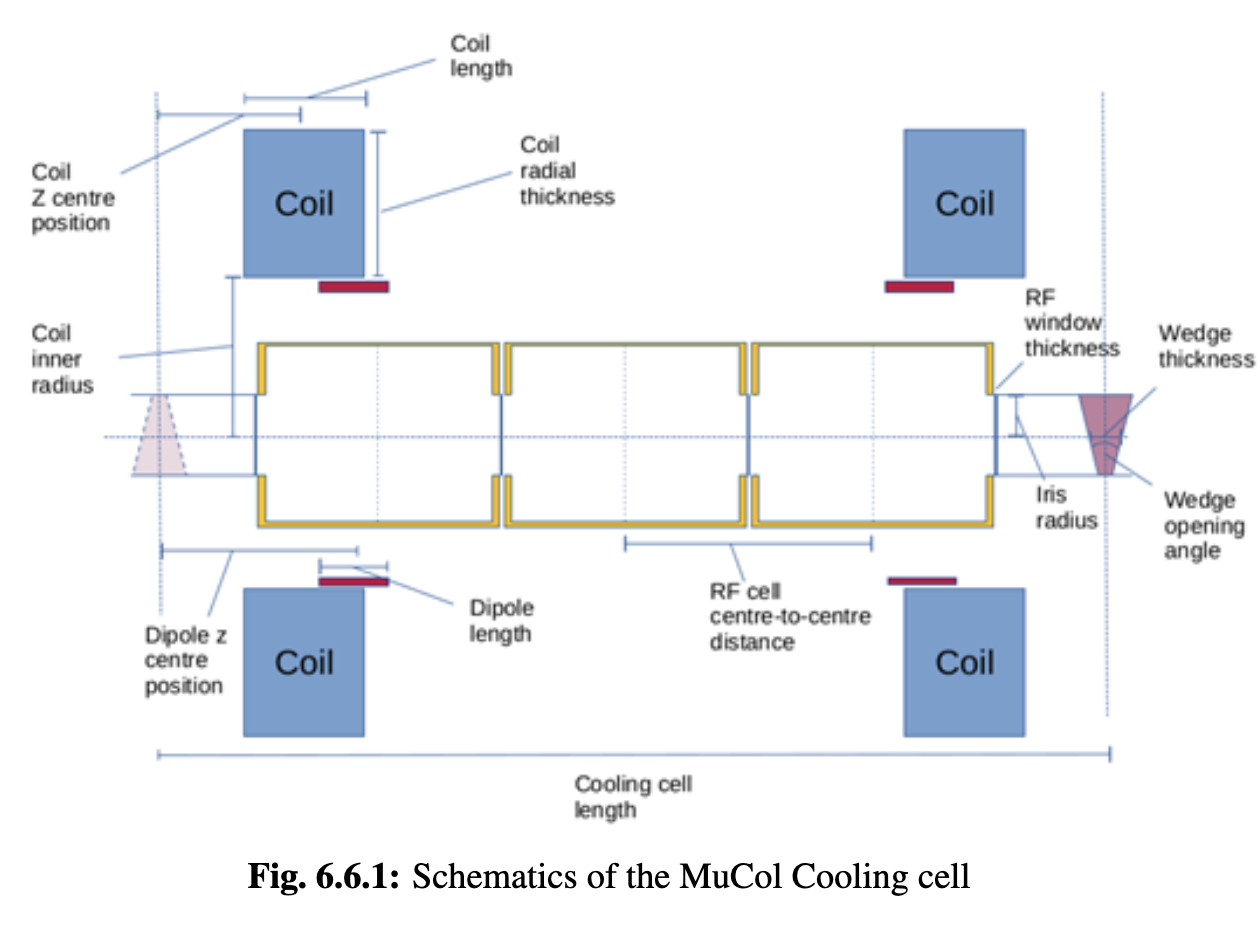 Coil
length
Coil
Z centre
position
Coil
radial
thickness
Coil
Coil
Coil
inner
radius
RF
window
thickness
Wedge
thickness
Iris
radius
Wedge
opening
angle
Dipole z
centre
position
Dipole
length
RF cell
centre-to-centre
distance
Coil
Coil
Cooling cell
length
Fig. 6.6.1: Schematics of the MuCol Cooling cell